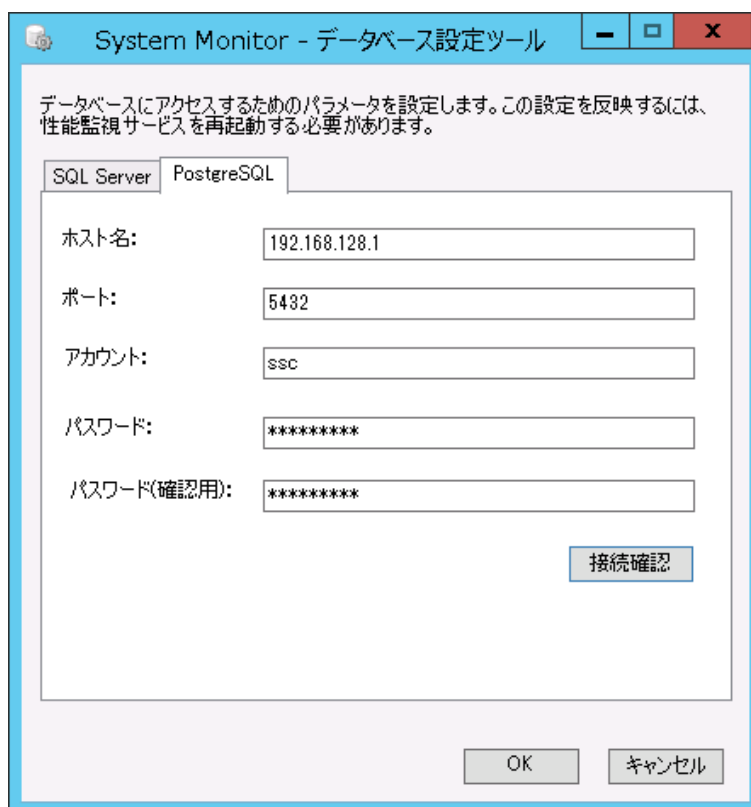 System Monitor - データベース設定ツール
データベースにアクセスするためのパラメータを設定します。この設定を反映するには、
性能監視サービスを再起動する必要があります。
SQL Server PostgreSQL
ホスト名: 192.168.128.1
ポート: 5432
アカウント: ssc
パスワード: *********
パスワード(確認用): *********
接続確認
OK キャンセル